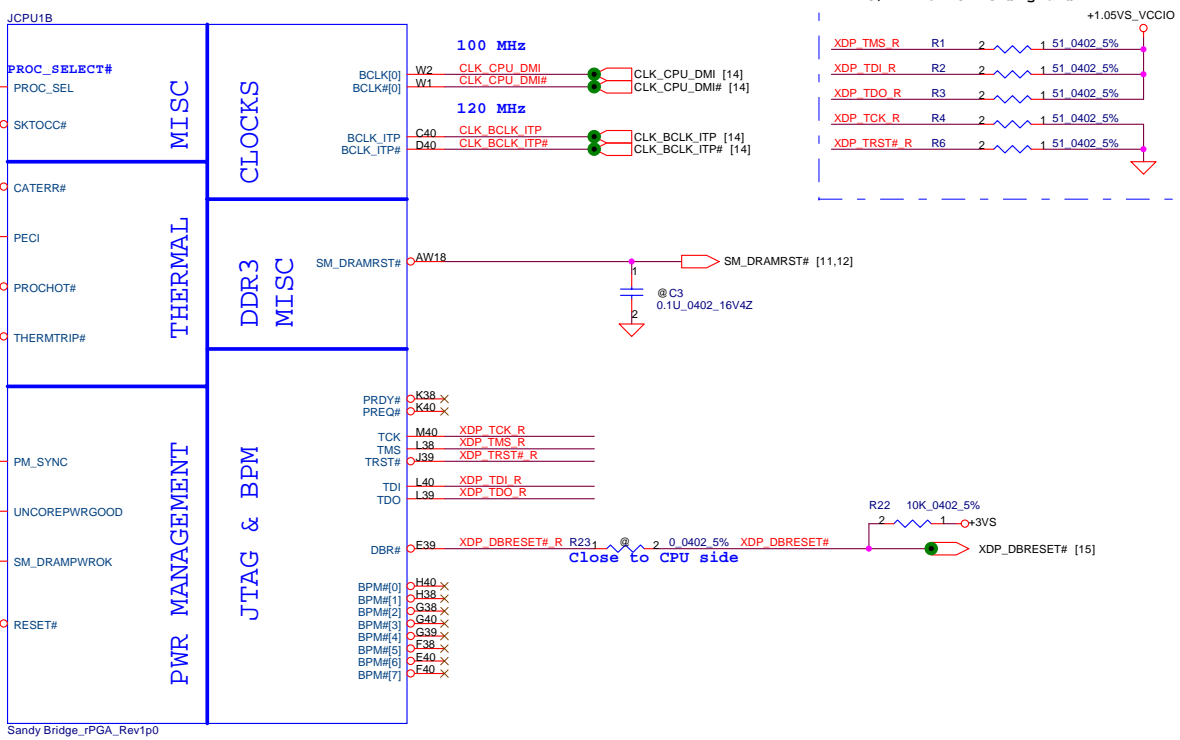 +1.05VS_VCCIO
XDP_TMS_R R1 2 1 51_0402_5%
XDP_TDI_R R2 2 1 51_0402_5%
XDP_TDO_R R3 2 1 51_0402_5%
XDP_TCK_R R4 2 1 51_0402_5%
XDP_TRST#_R R6 2 1 51_0402_5%
JCPU1B
PROC_SELECT#
PROC_SEL
SKTOCC#
MISC
CATERR#
PECI
PROCHOT#
THERMTRIP#
THERMAL
PM_SYNC
UNCOREPWRGOOD
SM_DRAMPWROK
RESET#
PWR MANAGEMENT
CLOCKS
100 MHz
BCLK[0] W2 CLK_CPU_DMI CLK_CPU_DMI [14]
BCLK#[0] W1 CLK_CPU_DMI# CLK_CPU_DMI# [14]
120 MHz
BCLK_ITP C40 CLK_BCLK_ITP CLK_BCLK_ITP [14]
BCLK_ITP# D40 CLK_BCLK_ITP# CLK_BCLK_ITP# [14]
DDR3
MISC
SM_DRAMRST# AW18 SM_DRAMRST# [11,12]
1
@ C3
0.1U_0402_16V4Z
2
JTAG & BPM
PRDY# K38
PREQ# K40
TCK M40 XDP_TCK_R
TMS L38 XDP_TMS_R
TRST# J39 XDP_TRST#_R
TDI L40 XDP_TDI_R
TDO L39 XDP_TDO_R
R22 10K_0402_5%
2 1 +3VS
DBR# E39 XDP_DBRESET#_R R23 1 @ 2 0_0402_5% XDP_DBRESET# XDP_DBRESET# [15]
Close to CPU side
BPM#[0] H40
BPM#[1] H38
BPM#[2] G38
BPM#[3] G40
BPM#[4] G39
BPM#[5] F38
BPM#[6] E40
BPM#[7] F40
Sandy Bridge_rPGA_Rev1p0